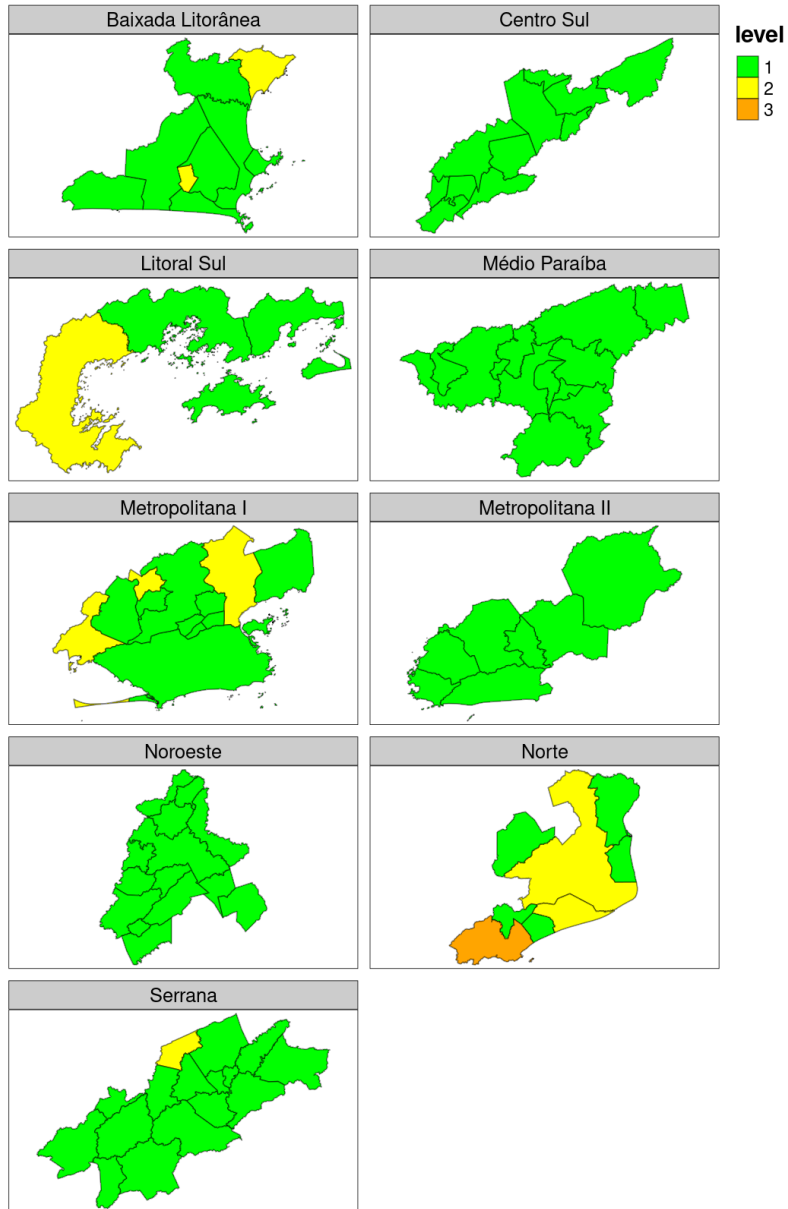 Baixada Litorânea
Centro Sul
level
1
2
3
Litoral Sul
Médio Paraíba
Metropolitana I
Metropolitana II
Noroeste
Norte
Serrana